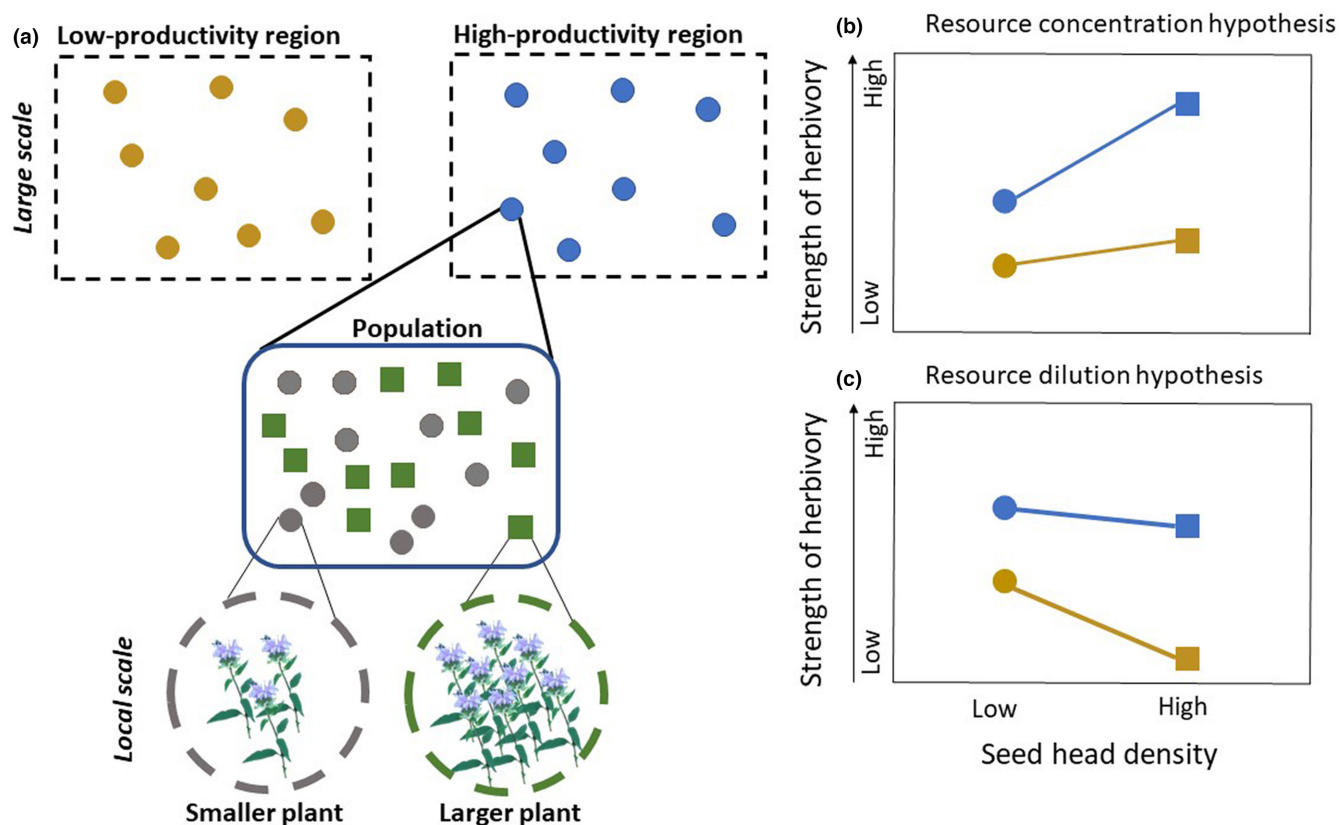 (a)
Low-productivity region
High-productivity region
Large scale
Population
Local scale
Smaller plant
Larger plant
(b)
Resource concentration hypothesis
Strength of herbivory
High
Low
(c)
Resource dilution hypothesis
Strength of herbivory
High
Low
Low
High
Seed head density